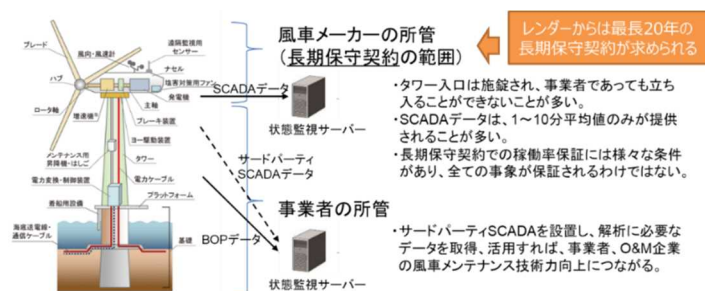 ブレード
風向・風速計
遠隔監視用
センサー
ナセル
塩害対策用ファン
発電機
ハブ
主軸
ロータ軸
増速機
ブレーキ装置
ヨー駆動装置
メンテナンス用
昇降機・はしご
タワー
電力変換・制御装置
電力ケーブル
プラットフォーム
着船用設備
海底送電線・
通信ケーブル
基礎
SCADAデータ
サードパーティ
SCADAデータ
BOPデータ
風車メーカーの所管
(長期保守契約の範囲)
状態監視サーバー
事業者の所管
状態監視サーバー
レンダーからは最長20年の
長期保守契約が求められる
・タワー入口は施錠され、事業者であっても立ち
入ることができないことが多い。
・SCADAデータは、1～10分平均値のみが提供
されることが多い。
・長期保守契約での稼働率保証には様々な条件
があり、全ての事象が保証されるわけではない。
・サードパーティSCADAを設置し、解析に必要な
データを取得、活用すれば、事業者、O&M企業
の風車メンテナンス技術力向上につながる。